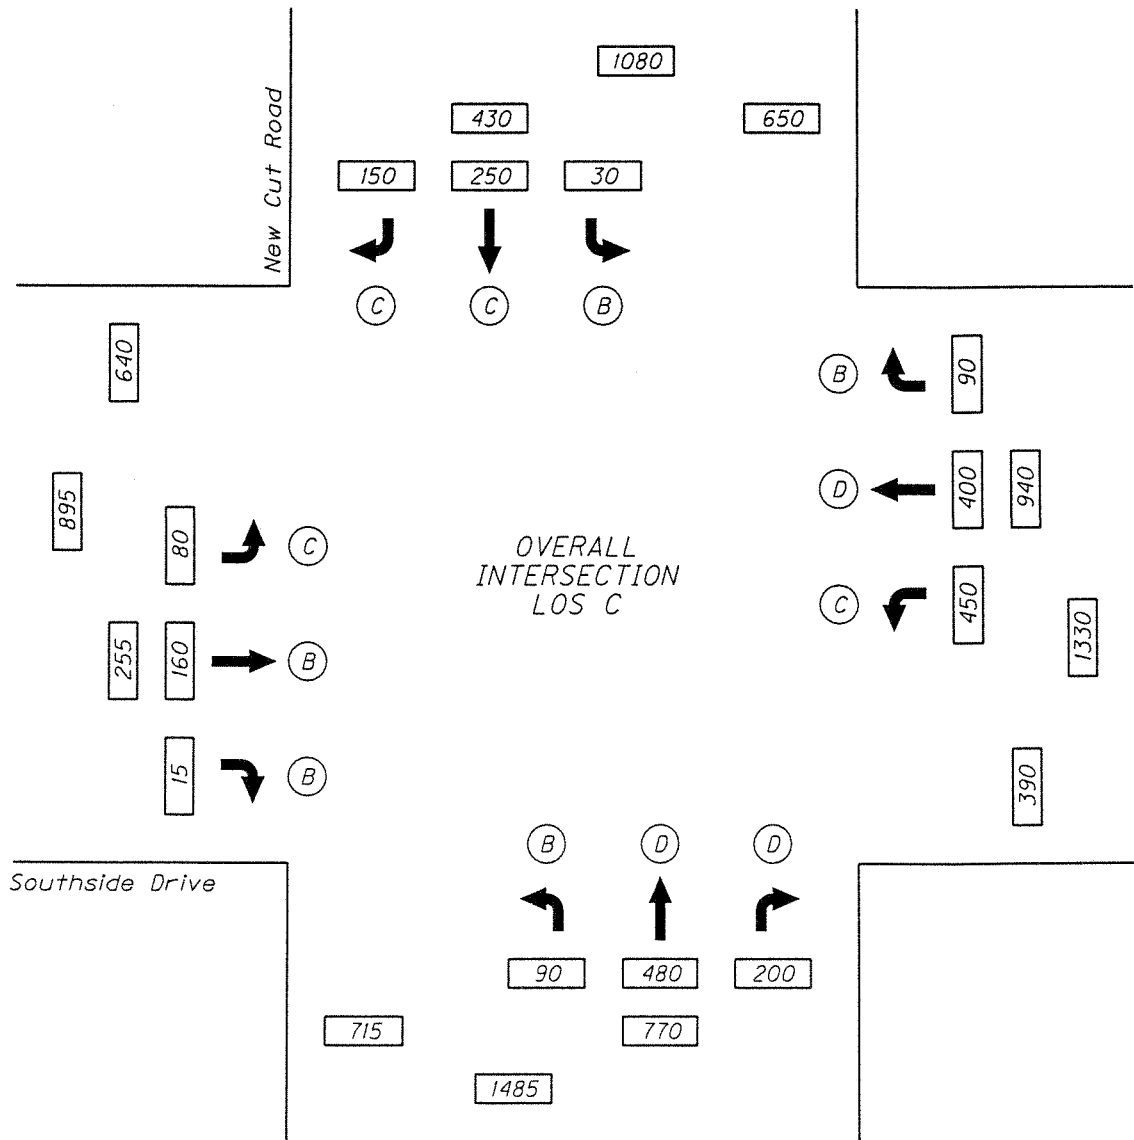 1080
430
650
150
250
30
New Cut Road
C
C
B
640
B
90
895
D
400
940
80
C
OVERALL
INTERSECTION
LOS C
C
450
1330
255
160
B
15
B
390
B
D
D
Southside Drive
90
480
200
715
770
1485